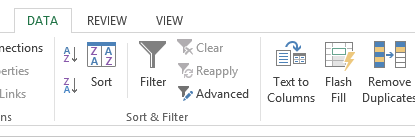 DATA REVIEW VIEW
nnections
perties
Links
ns
A
Z
Z
A
Z A
A Z
Sort
Filter
Clear
Reapply
Advanced
Sort & Filter
Text to
Columns
Flash
Fill
Remove
Duplicates